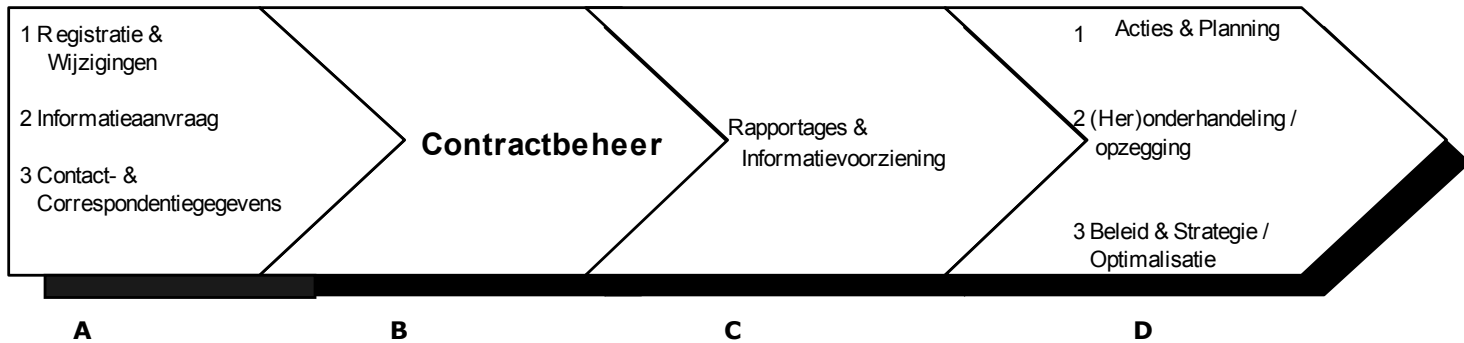 1 Registratie &
Wijzigingen
2 Informatieaanvraag
3 Contact- &
Correspondentiegegevens
Contractbeheer
Rapportages &
Informatievoorziening
1 Acties & Planning
2 (Her)onderhandeling /
opzegging
3 Beleid & Strategie /
Optimalisatie
A B C D